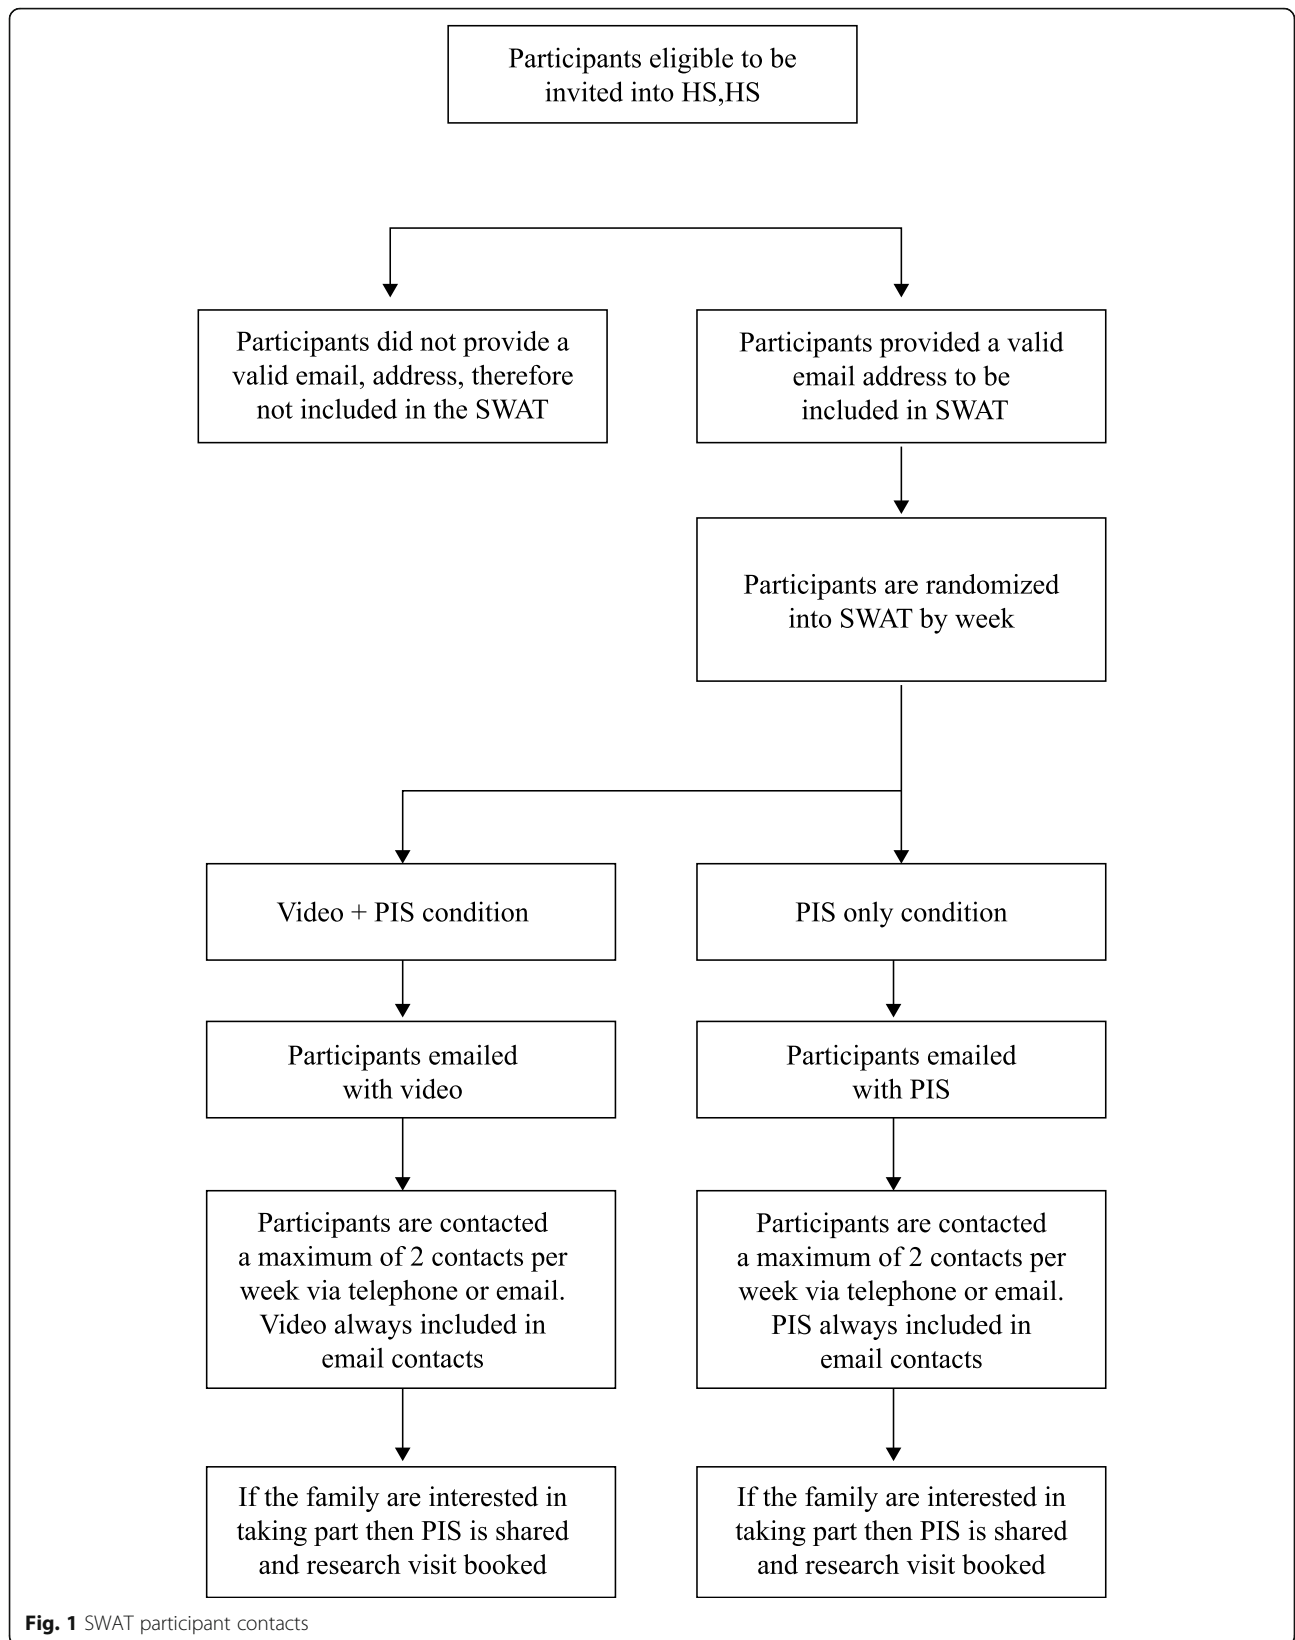 Participants eligible to be
invited into HS,HS
Participants did not provide a
valid email, address, therefore
not included in the SWAT
Participants provided a valid
email address to be
included in SWAT
Participants are randomized
into SWAT by week
Video + PIS condition
PIS only condition
Participants emailed
with video
Participants emailed
with PIS
Participants are contacted
a maximum of 2 contacts per
week via telephone or email.
Video always included in
email contacts
Participants are contacted
a maximum of 2 contacts per
week via telephone or email.
PIS always included in
email contacts
If the family are interested in
taking part then PIS is shared
and research visit booked
If the family are interested in
taking part then PIS is shared
and research visit booked
Fig. 1 SWAT participant contacts